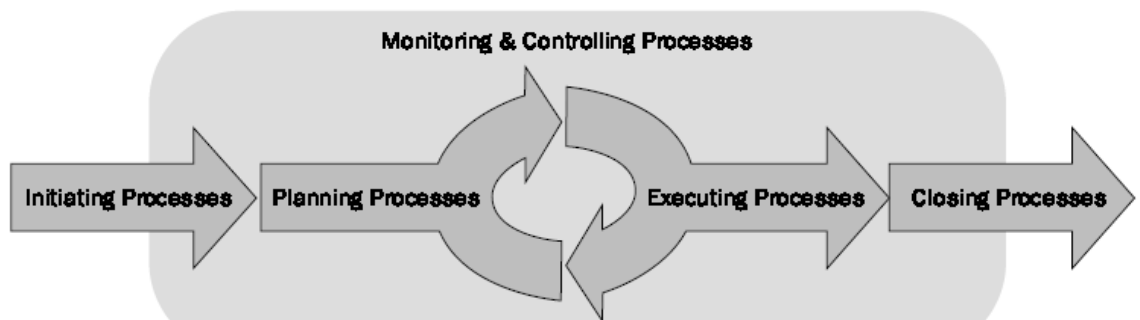 Monitoring & Controlling Processes
Initiating Processes
Planning Processes
Executing Processes
Closing Processes